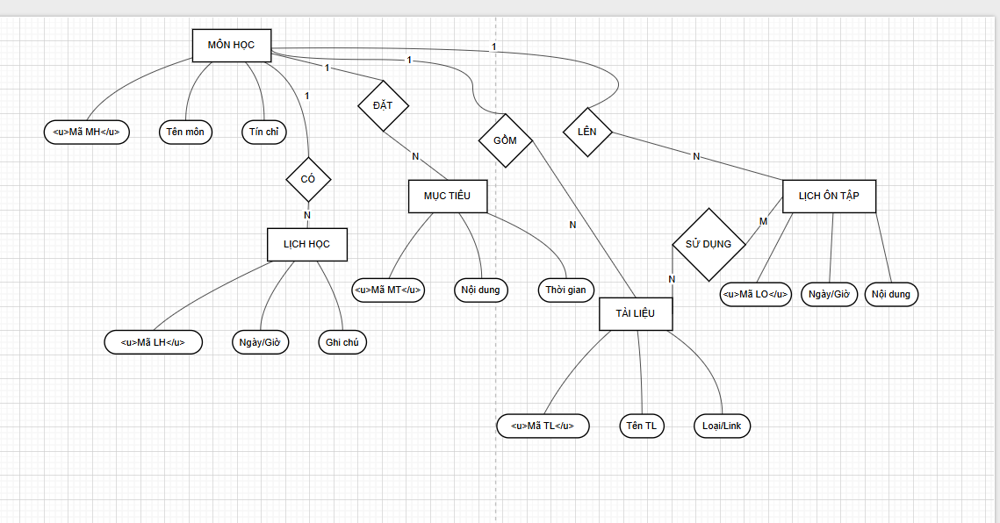 MÔN HỌC
1
1
1
1
<u>Mã MH</u>
Tên môn
Tín chỉ
ĐẶT
GỒM
LÊN
N
N
CÓ
MỤC TIÊU
LỊCH ÔN TẬP
N
N
M
LỊCH HỌC
SỬ DỤNG
N
<u>Mã MT</u>
Nội dung
Thời gian
<u>Mã LO</u>
Ngày/Giờ
Nội dung
TÀI LIỆU
<u>Mã LH</u>
Ngày/Giờ
Ghi chú
<u>Mã TL</u>
Tên TL
Loại/Link